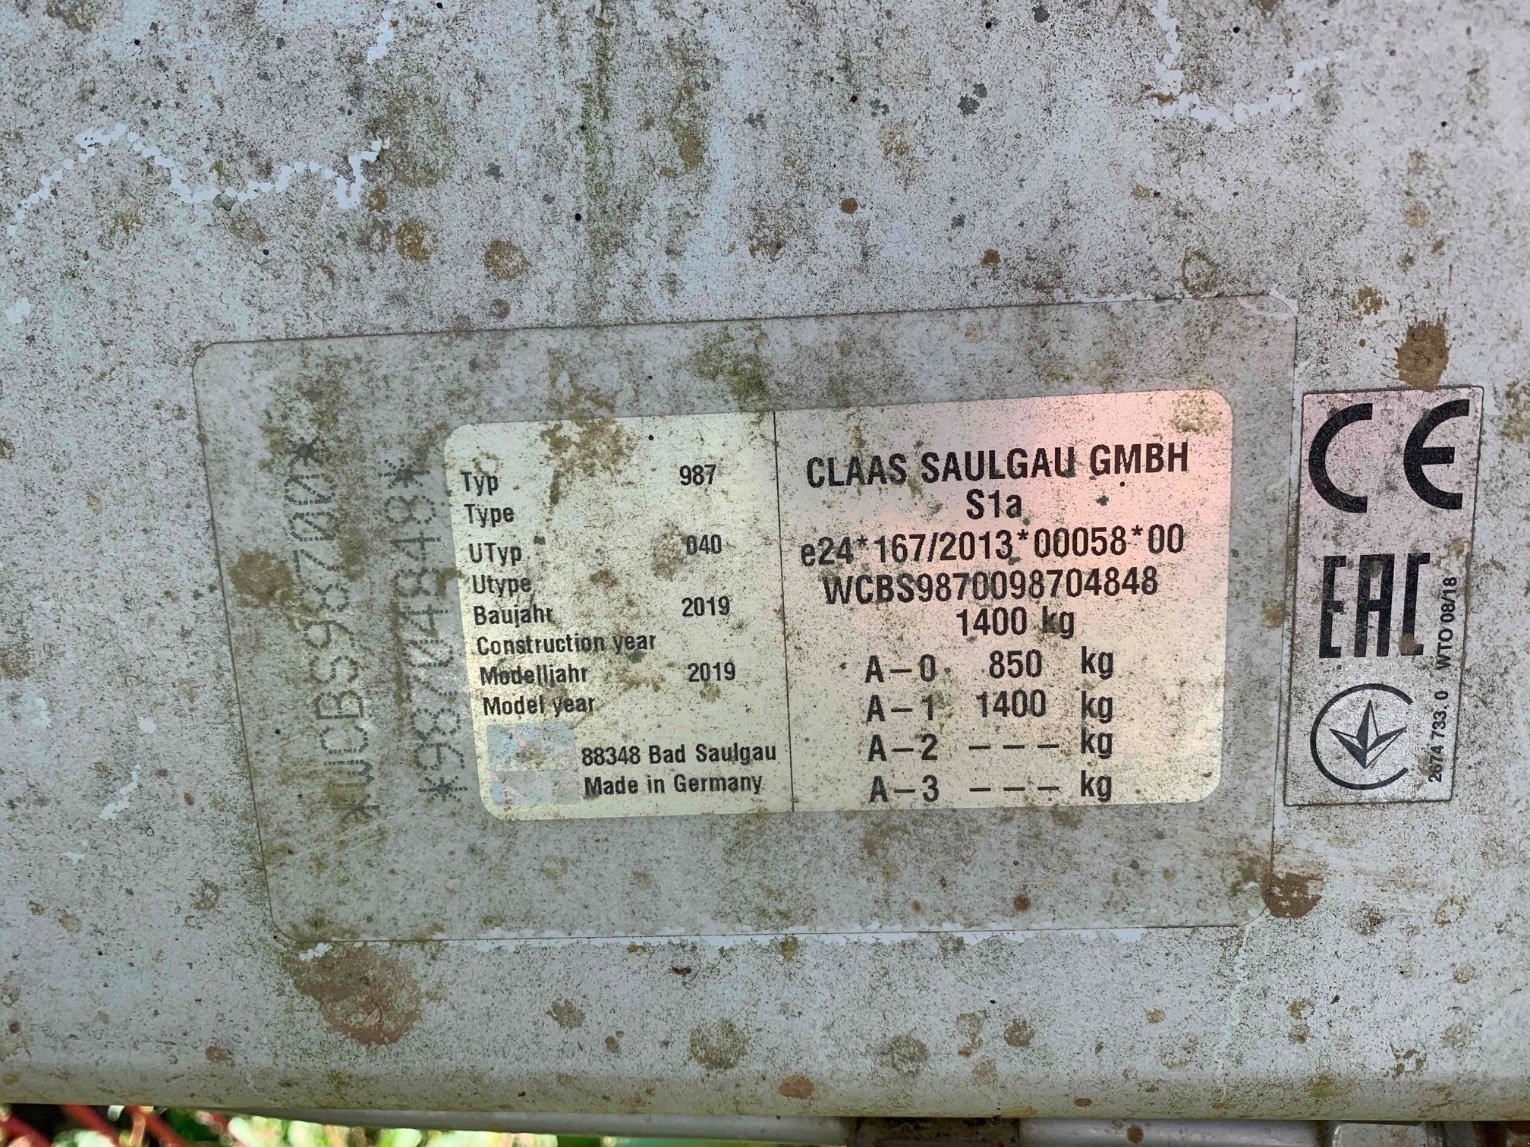 *WCBS98700*
*98704848*
Typ 987
Type
UTyp 040
Utype
Baujahr 2019
Construction year
Modelljahr 2019
Model year
88348 Bad Saulgau
Made in Germany
CLAAS SAULGAU GMBH
S1a
e24*167/2013*00058*00
WCBS9870098704848
1400 kg
A–0 850 kg
A–1 1400 kg
A–2 – – – kg
A–3 – – – kg
CE
EAC
2674 733.0 WTO 08/18